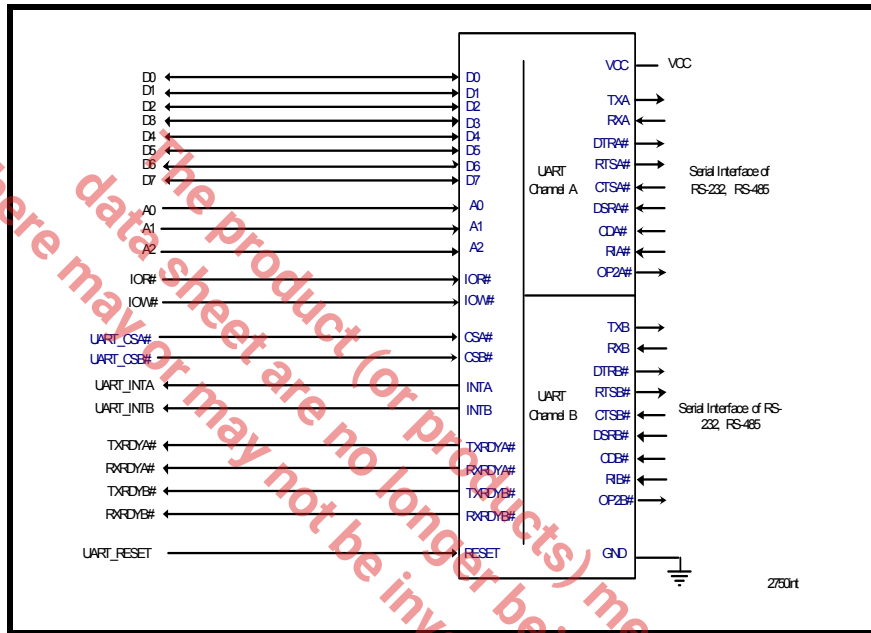 D0 D0
D1 D1
D2 D2
D3 D3
D4 D4
D5 D5
D6 D6
D7 D7
A0 A0
A1 A1
A2 A2
IOR# IOR#
IOW# IOW#
UART_CSA# CSA#
UART_CSB# CSB#
UART_INTA INTA
UART_INTB INTB
TXRDYA# TXRDYA#
RXRDYA# RXRDYA#
TXRDYB# TXRDYB#
RXRDYB# RXRDYB#
UART_RESET RESET
UART
Channel A
UART
Channel B
VCC VCC
TXA
RXA
DTRA#
RTSA#
CTSA#
DSRA#
CDA#
RIA#
OP2A#
Serial Interface of
RS-232, RS-485
TXB
RXB
DTRB#
RTSB#
CTSB#
DSRB#
CDB#
RIB#
OP2B#
Serial Interface of RS-
232, RS-485
GND
2750int
The product (or products) me
data sheet are no longer be
here may or may not be inv